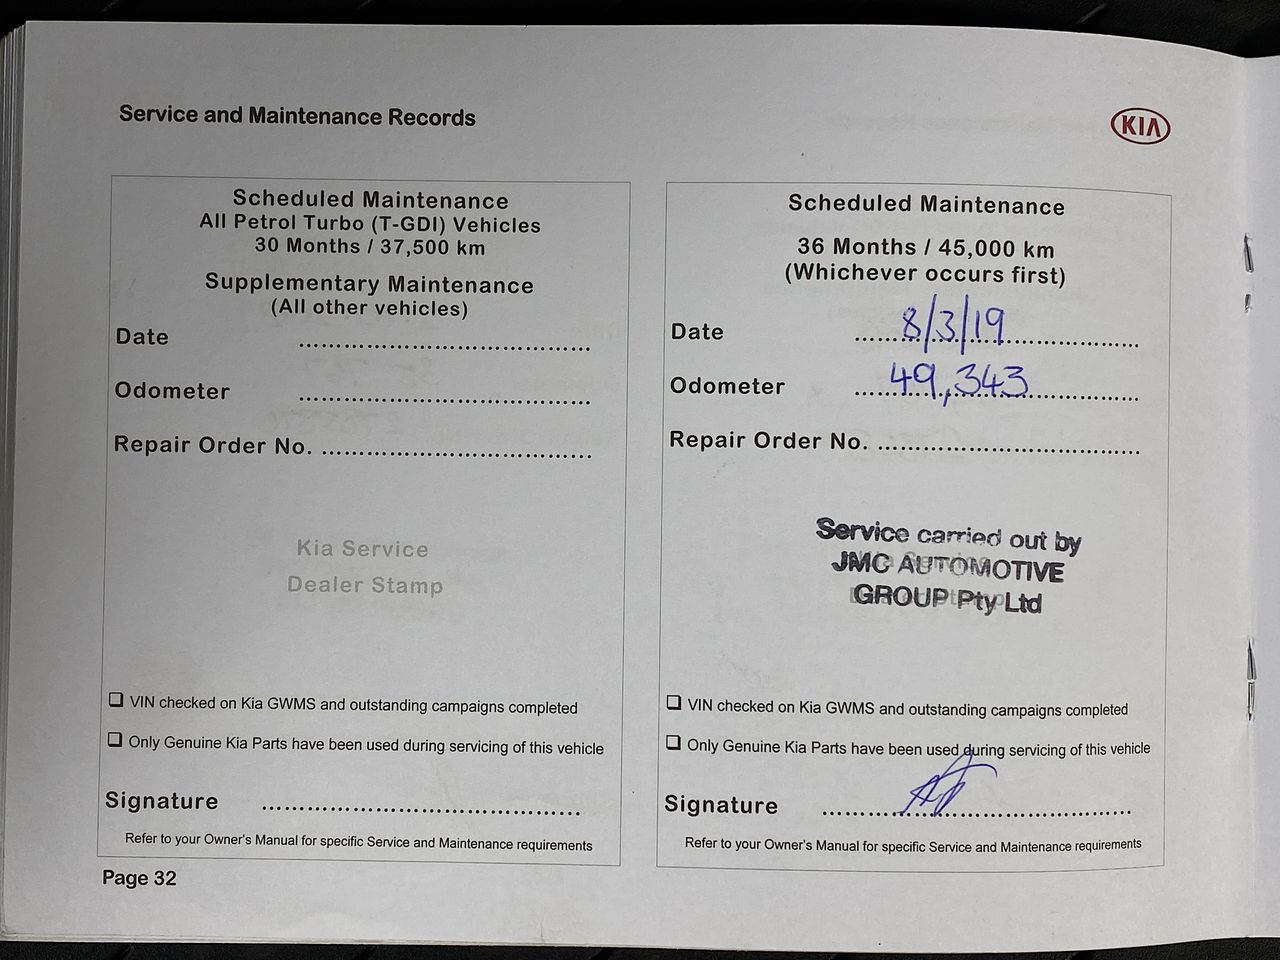 Service and Maintenance Records
KIA
Scheduled Maintenance
All Petrol Turbo (T-GDI) Vehicles
30 Months / 37,500 km
Supplementary Maintenance
(All other vehicles)
Date ......................................
Odometer ......................................
Repair Order No. ...................................
Kia Service
Dealer Stamp
❑ VIN checked on Kia GWMS and outstanding campaigns completed
❑ Only Genuine Kia Parts have been used during servicing of this vehicle
Signature ..........................................
Refer to your Owner's Manual for specific Service and Maintenance requirements
Scheduled Maintenance
36 Months / 45,000 km
(Whichever occurs first)
Date 8/3/19
Odometer 49,343
Repair Order No. ...................................
Service carried out by
JMC AUTOMOTIVE
GROUP Pty Ltd
❑ VIN checked on Kia GWMS and outstanding campaigns completed
❑ Only Genuine Kia Parts have been used during servicing of this vehicle
Signature ..........................................
Refer to your Owner's Manual for specific Service and Maintenance requirements
Page 32